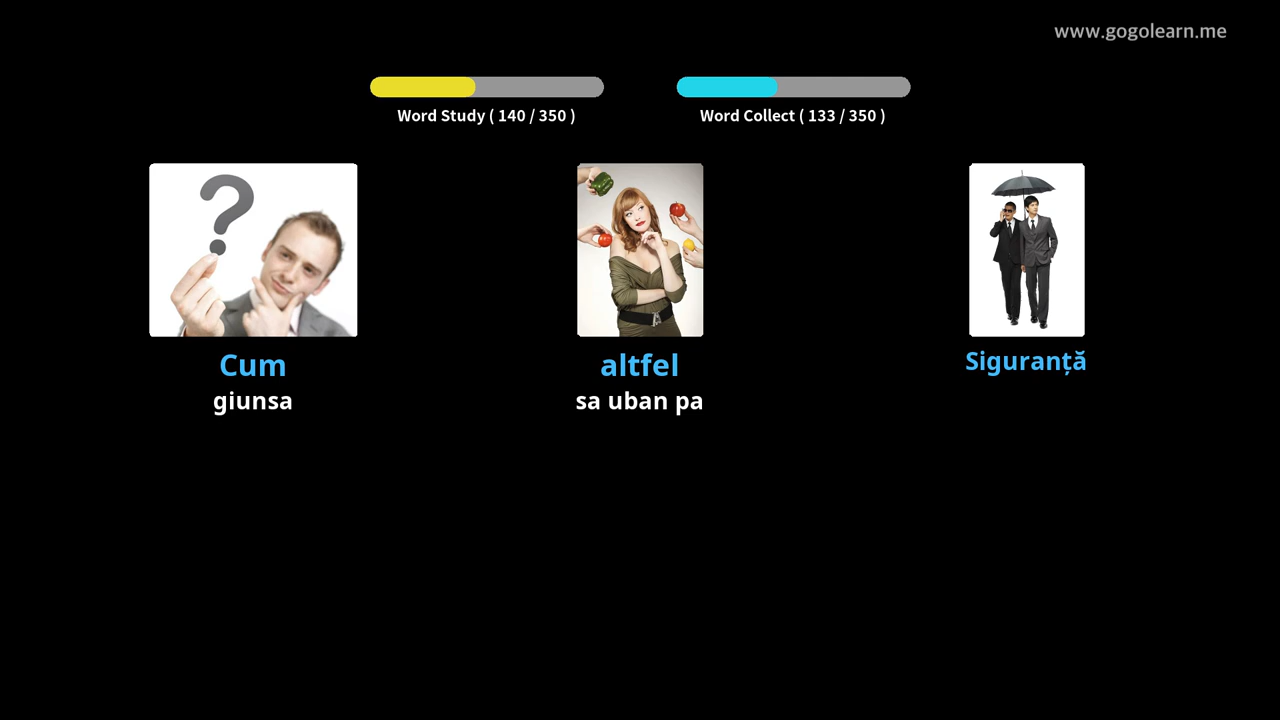 www.gogolearn.me
Word Study ( 140 / 350 )
Word Collect ( 133 / 350 )
Cum
giunsa
altfel
sa uban pa
Siguranță